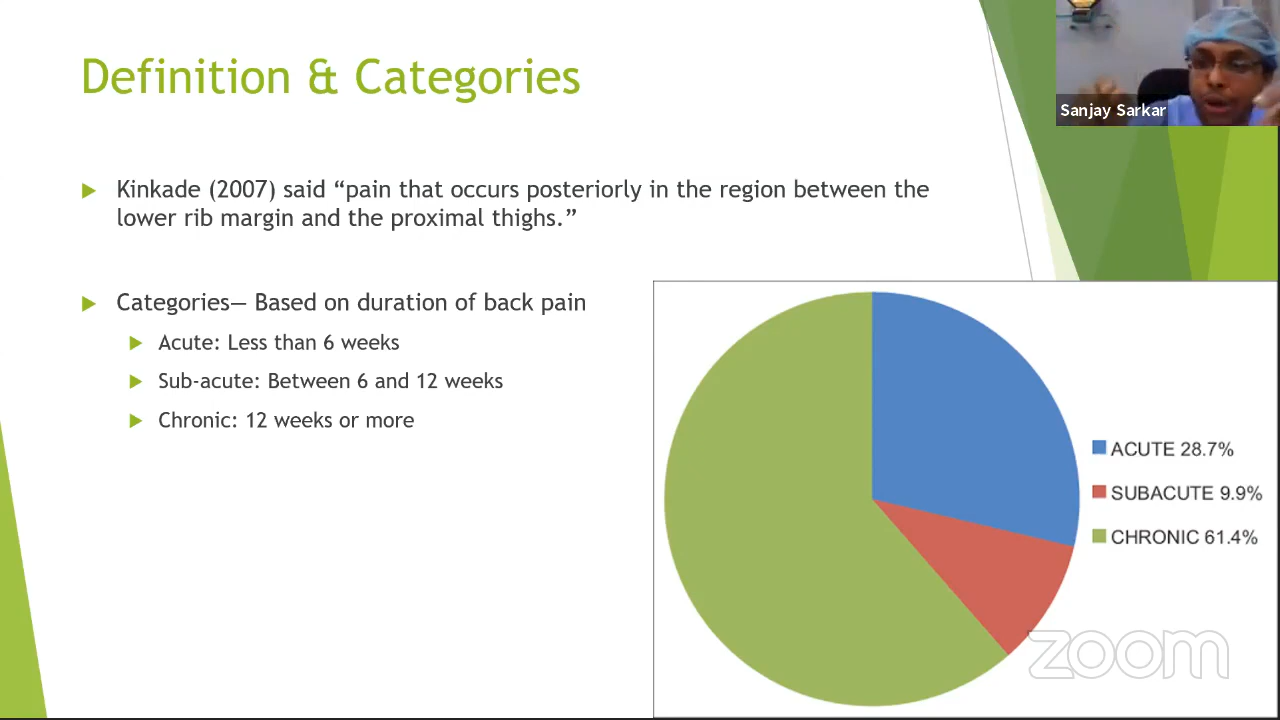 Definition & Categories
Sanjay Sarkar
Kinkade (2007) said “pain that occurs posteriorly in the region between the
lower rib margin and the proximal thighs.”
Categories— Based on duration of back pain
Acute: Less than 6 weeks
Sub-acute: Between 6 and 12 weeks
Chronic: 12 weeks or more
ACUTE 28.7%
SUBACUTE 9.9%
CHRONIC 61.4%
zoom